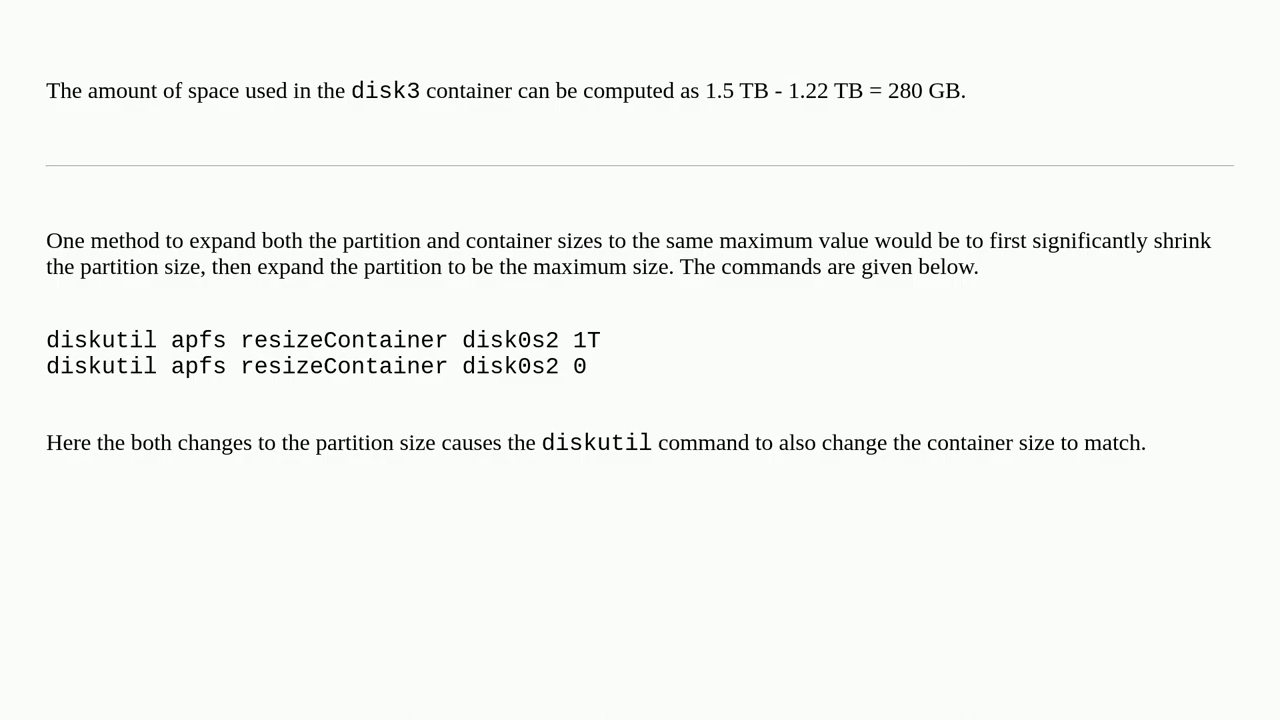 The amount of space used in the disk3 container can be computed as 1.5 TB - 1.22 TB = 280 GB.
One method to expand both the partition and container sizes to the same maximum value would be to first significantly shrink
the partition size, then expand the partition to be the maximum size. The commands are given below.
diskutil apfs resizeContainer disk0s2 1T
diskutil apfs resizeContainer disk0s2 0
Here the both changes to the partition size causes the diskutil command to also change the container size to match.